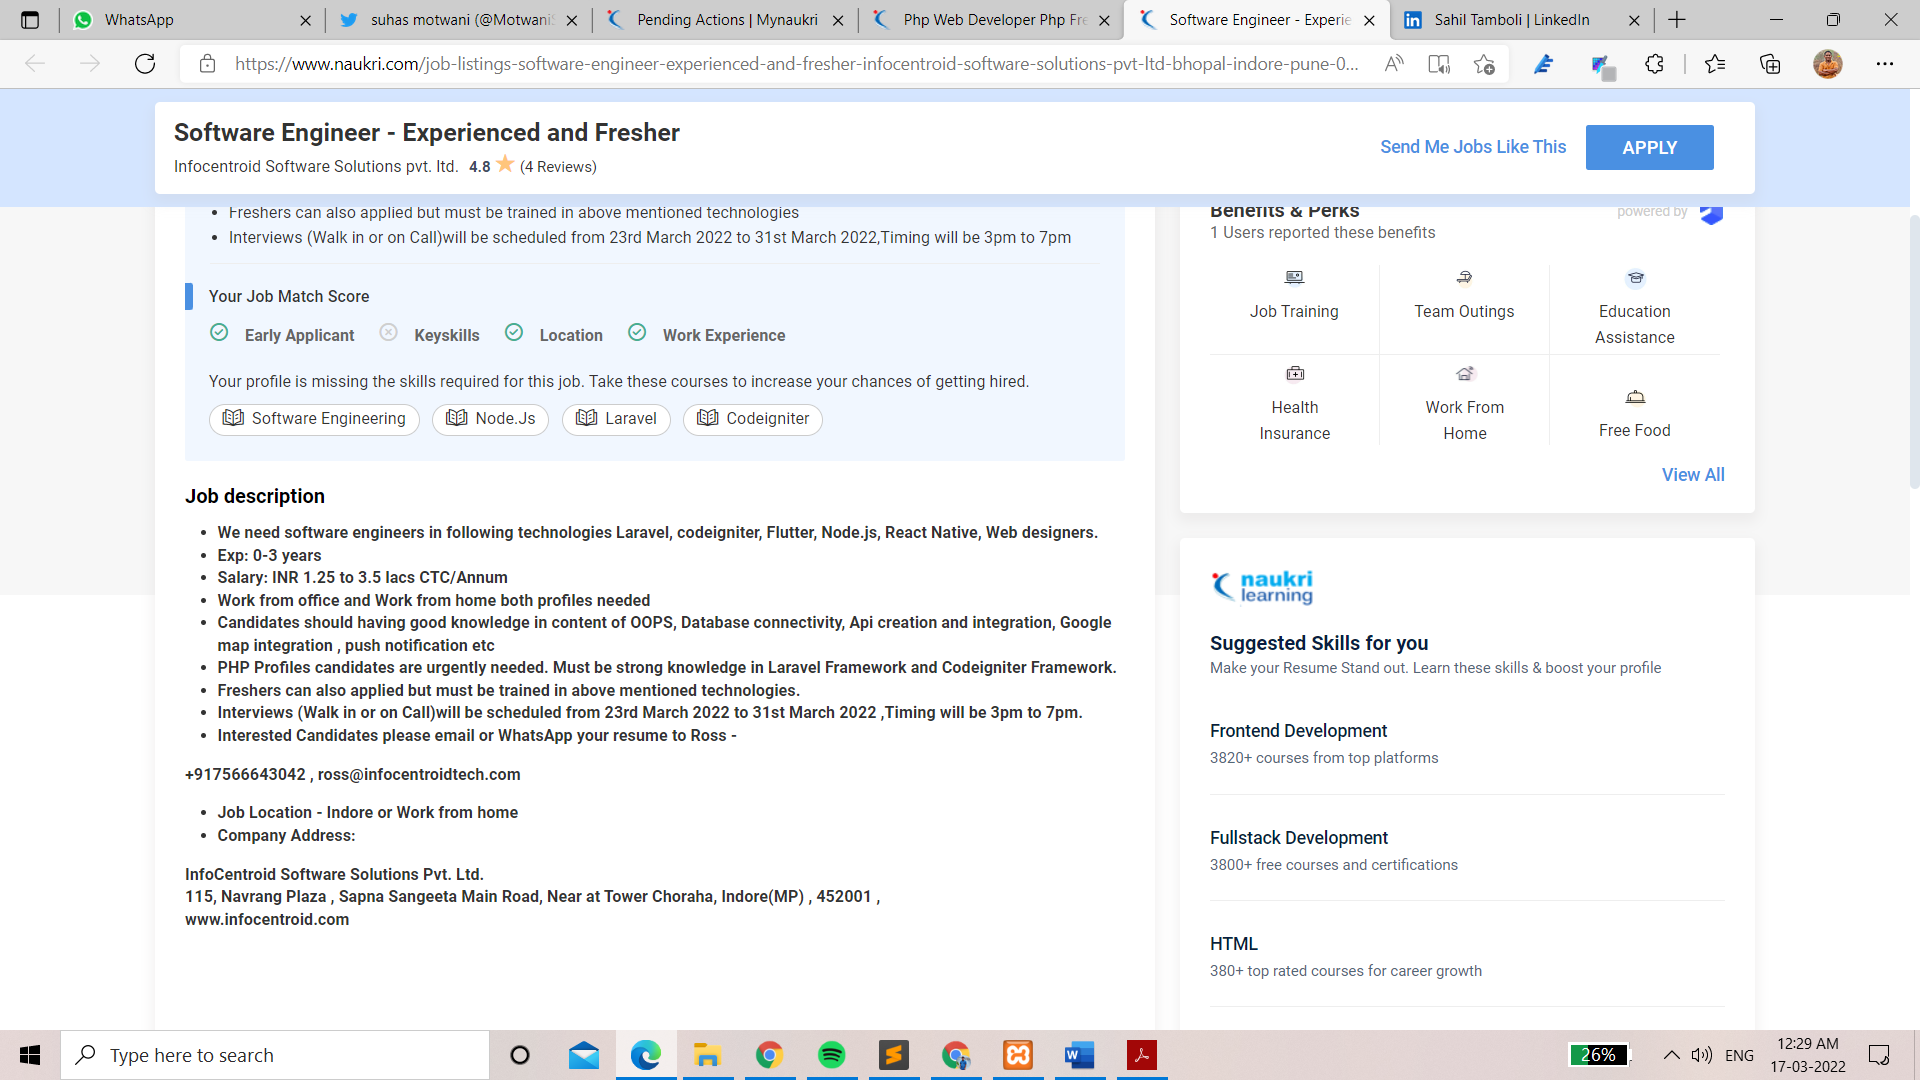 WhatsApp
suhas motwani (@Motwani
Pending Actions | Mynaukri
Php Web Developer Php Fre
Software Engineer - Experie
Sahil Tamboli | LinkedIn
https://www.naukri.com/job-listings-software-engineer-experienced-and-fresher-infocentroid-software-solutions-pvt-ltd-bhopal-indore-pune-0...
Software Engineer - Experienced and Fresher
Infocentroid Software Solutions pvt. ltd. 4.8 (4 Reviews)
Send Me Jobs Like This
APPLY
Freshers can also applied but must be trained in above mentioned technologies
Interviews (Walk in or on Call)will be scheduled from 23rd March 2022 to 31st March 2022,Timing will be 3pm to 7pm
Your Job Match Score
Early Applicant Keyskills Location Work Experience
Your profile is missing the skills required for this job. Take these courses to increase your chances of getting hired.
Software Engineering Node.Js Laravel Codeigniter
Job description
We need software engineers in following technologies Laravel, codeigniter, Flutter, Node.js, React Native, Web designers.
Exp: 0-3 years
Salary: INR 1.25 to 3.5 lacs CTC/Annum
Work from office and Work from home both profiles needed
Candidates should having good knowledge in content of OOPS, Database connectivity, Api creation and integration, Google
map integration , push notification etc
PHP Profiles candidates are urgently needed. Must be strong knowledge in Laravel Framework and Codeigniter Framework.
Freshers can also applied but must be trained in above mentioned technologies.
Interviews (Walk in or on Call)will be scheduled from 23rd March 2022 to 31st March 2022 ,Timing will be 3pm to 7pm.
Interested Candidates please email or WhatsApp your resume to Ross -
+917566643042 , ross@infocentroidtech.com
Job Location - Indore or Work from home
Company Address:
InfoCentroid Software Solutions Pvt. Ltd.
115, Navrang Plaza , Sapna Sangeeta Main Road, Near at Tower Choraha, Indore(MP) , 452001 ,
www.infocentroid.com
Benefits & Perks
powered by
1 Users reported these benefits
Job Training
Team Outings
Education
Assistance
Health
Insurance
Work From
Home
Free Food
View All
naukri
learning
Suggested Skills for you
Make your Resume Stand out. Learn these skills & boost your profile
Frontend Development
3820+ courses from top platforms
Fullstack Development
3800+ free courses and certifications
HTML
380+ top rated courses for career growth
Type here to search
26%
ENG
12:29 AM
17-03-2022